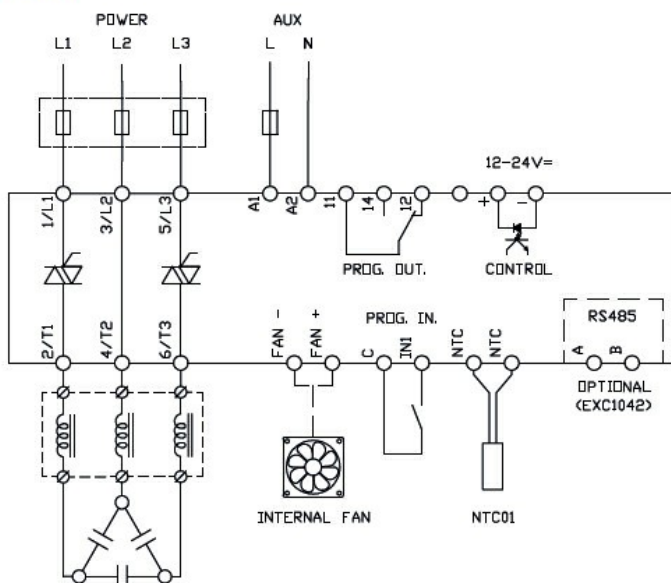 POWER AUX
L1 L2 L3 L N
12-24V=
1/L1 3/L2 5/L3 A1 A2 11 14 12 + -
PROG. OUT. CONTROL
FAN - FAN + PROG. IN. RS485
2/T1 4/T2 6/T3 C IN1 NTC NTC A B
OPTIONAL
(EXC1042)
INTERNAL FAN NTC01